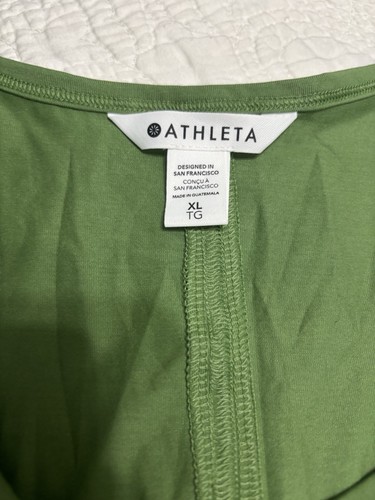 ATHLETA
DESIGNED IN
SAN FRANCISCO
CONÇU À
SAN FRANCISCO
MADE IN GUATEMALA
XL
TG